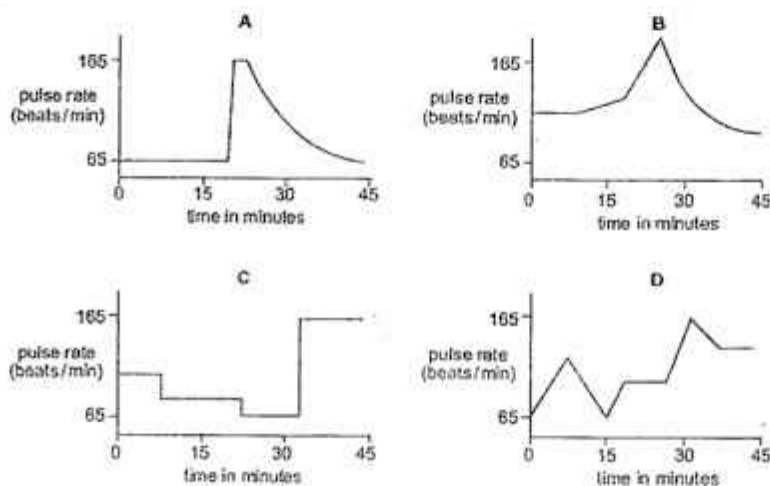 A
165
pulse rate
(beats/min)
65
0 15 30 45
time in minutes
B
165
pulse rate
(beats/min)
65
0 15 30 45
time in minutes
C
165
pulse rate
(beats/min)
65
0 15 30 45
time in minutes
D
165
pulse rate
(beats/min)
65
0 15 30 45
time in minutes